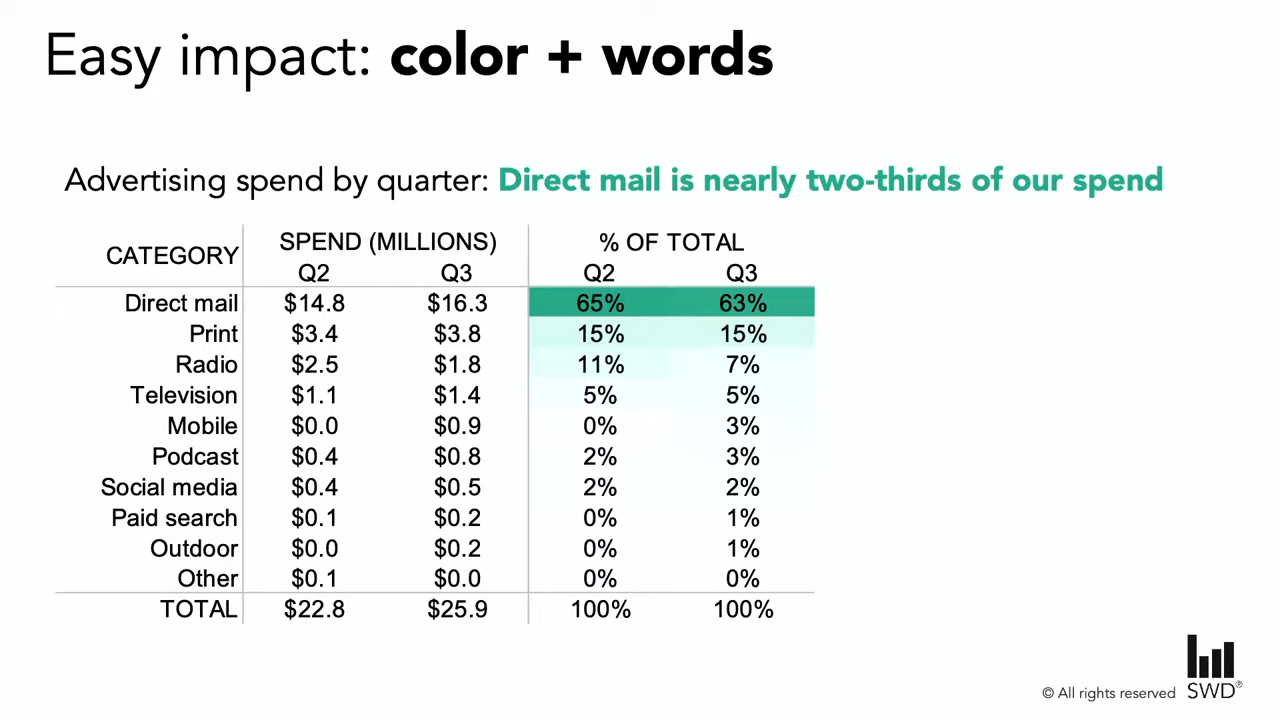 Easy impact: color + words
Advertising spend by quarter: Direct mail is nearly two-thirds of our spend
CATEGORY SPEND (MILLIONS) % OF TOTAL
Q2 Q3 Q2 Q3
Direct mail $14.8 $16.3 65% 63%
Print $3.4 $3.8 15% 15%
Radio $2.5 $1.8 11% 7%
Television $1.1 $1.4 5% 5%
Mobile $0.0 $0.9 0% 3%
Podcast $0.4 $0.8 2% 3%
Social media $0.4 $0.5 2% 2%
Paid search $0.1 $0.2 0% 1%
Outdoor $0.0 $0.2 0% 1%
Other $0.1 $0.0 0% 0%
TOTAL $22.8 $25.9 100% 100%
© All rights reserved
SWD®